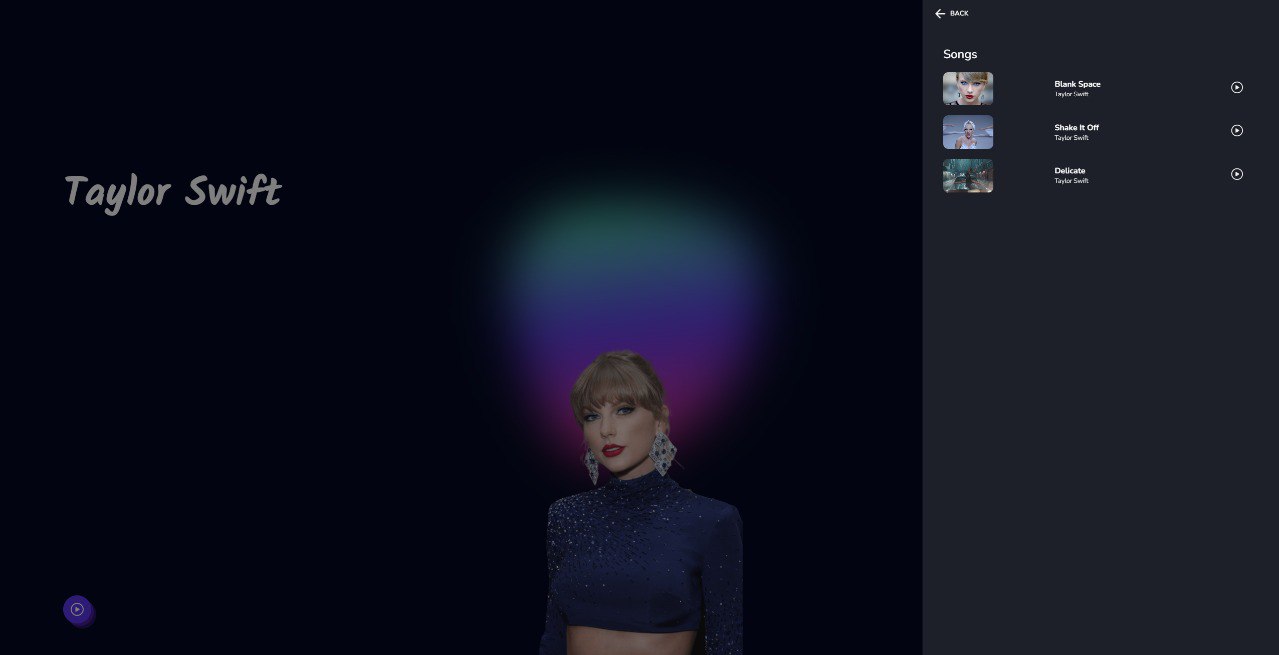 BACK
Songs
Blank Space
Taylor Swift
Shake It Off
Taylor Swift
Delicate
Taylor Swift
Taylor Swift